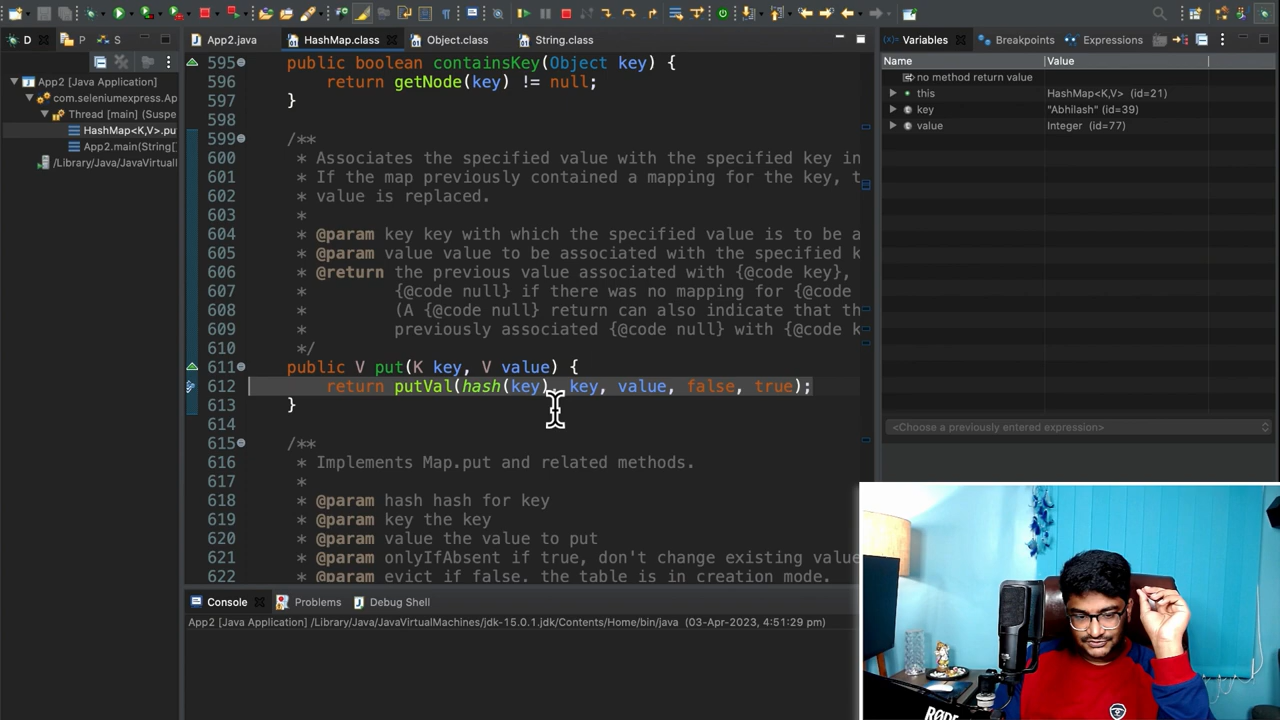 D
P
S
App2.java
HashMap.class
Object.class
String.class
Variables
Breakpoints
Expressions
App2 [Java Application]
com.seleniumexpress.Ap
Thread [main] (Suspe
HashMap<K,V>.pu
App2.main(String[
/Library/Java/JavaVirtual
595 public boolean containsKey(Object key) {
596 return getNode(key) != null;
597 }
598
599 /**
600 * Associates the specified value with the specified key in
601 * If the map previously contained a mapping for the key, t
602 * value is replaced.
603 *
604 * @param key key with which the specified value is to be a
605 * @param value value to be associated with the specified k
606 * @return the previous value associated with {@code key},
607 * {@code null} if there was no mapping for {@code
608 * (A {@code null} return can also indicate that th
609 * previously associated {@code null} with {@code k
610 */
611 public V put(K key, V value) {
612 return putVal(hash(key), key, value, false, true);
613 }
614
615 /**
616 * Implements Map.put and related methods.
617 *
618 * @param hash hash for key
619 * @param key the key
620 * @param value the value to put
621 * @param onlyIfAbsent if true, don't change existing value
622 * @param evict if false, the table is in creation mode.
Name Value
no method return value
this HashMap<K,V> (id=21)
key "Abhilash" (id=39)
value Integer (id=77)
<Choose a previously entered expression>
Console
Problems
Debug Shell
App2 [Java Application] /Library/Java/JavaVirtualMachines/jdk-15.0.1.jdk/Contents/Home/bin/java (03-Apr-2023, 4:51:29 pm)
RØDE